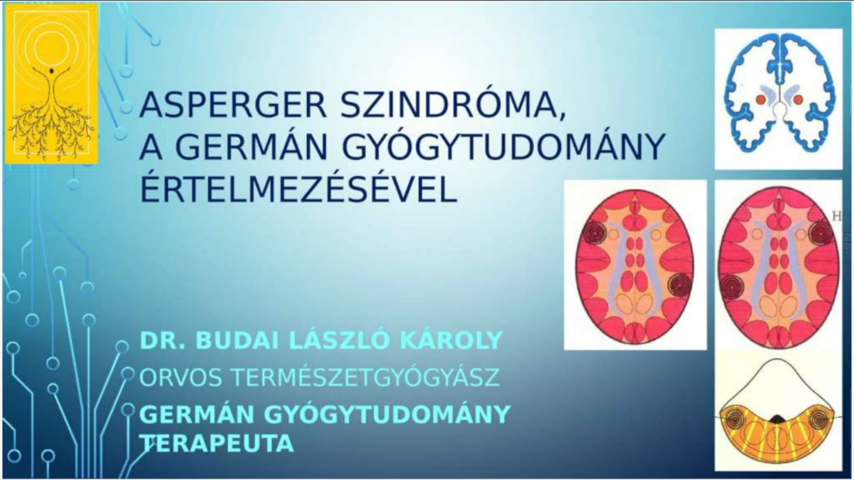 ASPERGER SZINDRÓMA,
A GERMÁN GYÓGYTUDOMÁNY
ÉRTELMEZÉSÉVEL
H
DR. BUDAI LÁSZLÓ KÁROLY
ORVOS TERMÉSZETGYÓGYÁSZ
GERMÁN GYÓGYTUDOMÁNY
TERAPEUTA